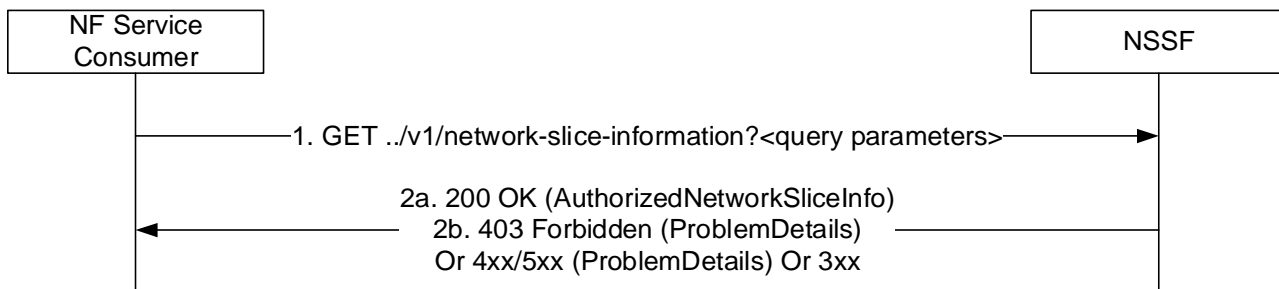 NF Service
Consumer
NSSF
1. GET ../v1/network-slice-information?<query parameters>
2a. 200 OK (AuthorizedNetworkSliceInfo)
2b. 403 Forbidden (ProblemDetails)
Or 4xx/5xx (ProblemDetails) Or 3xx